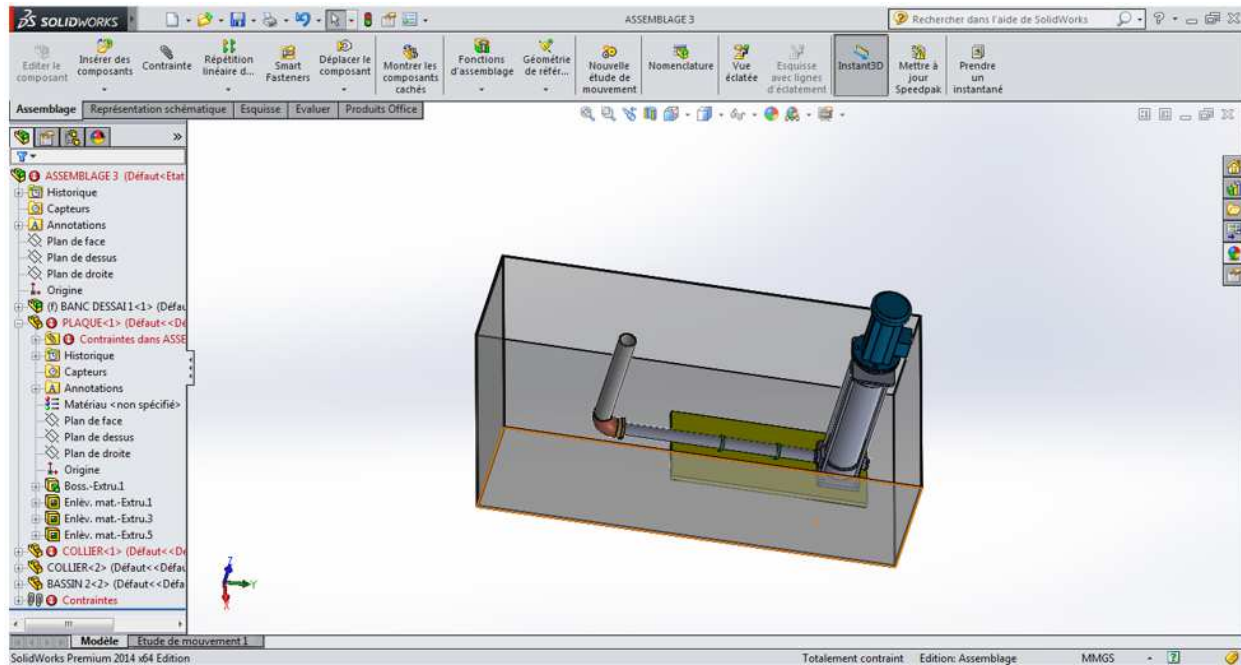 SOLIDWORKS
ASSEMBLAGE 3
Rechercher dans l'aide de SolidWorks
Editer le composant
Insérer des composants
Contrainte
Répétition linéaire d...
Smart Fasteners
Déplacer le composant
Montrer les composants cachés
Fonctions d'assemblage
Géométrie de référ...
Nouvelle étude de mouvement
Nomenclature
Vue éclatée
Esquisse avec lignes d'éclatement
Instant3D
Mettre à jour Speedpak
Prendre un instantané
Assemblage
Représentation schématique
Esquisse
Evaluer
Produits Office
ASSEMBLAGE 3 (Défaut<Etat
Historique
Capteurs
Annotations
Plan de face
Plan de dessus
Plan de droite
Origine
(f) BANC DESSAI1<1> (Défau
PLAQUE<1> (Défaut<<Dé
Contraintes dans ASSE
Historique
Capteurs
Annotations
Matériau <non spécifié>
Plan de face
Plan de dessus
Plan de droite
Origine
Boss.-Extru.1
Enlèv. mat.-Extru.1
Enlèv. mat.-Extru.3
Enlèv. mat.-Extru.5
COLLIER<1> (Défaut<<Dé
COLLIER<2> (Défaut<<Défau
BASSIN 2<2> (Défaut<<Défa
Contraintes
Z
Y
X
Modèle
Etude de mouvement 1
SolidWorks Premium 2014 x64 Edition
Totalement contraint
Edition: Assemblage
MMGS